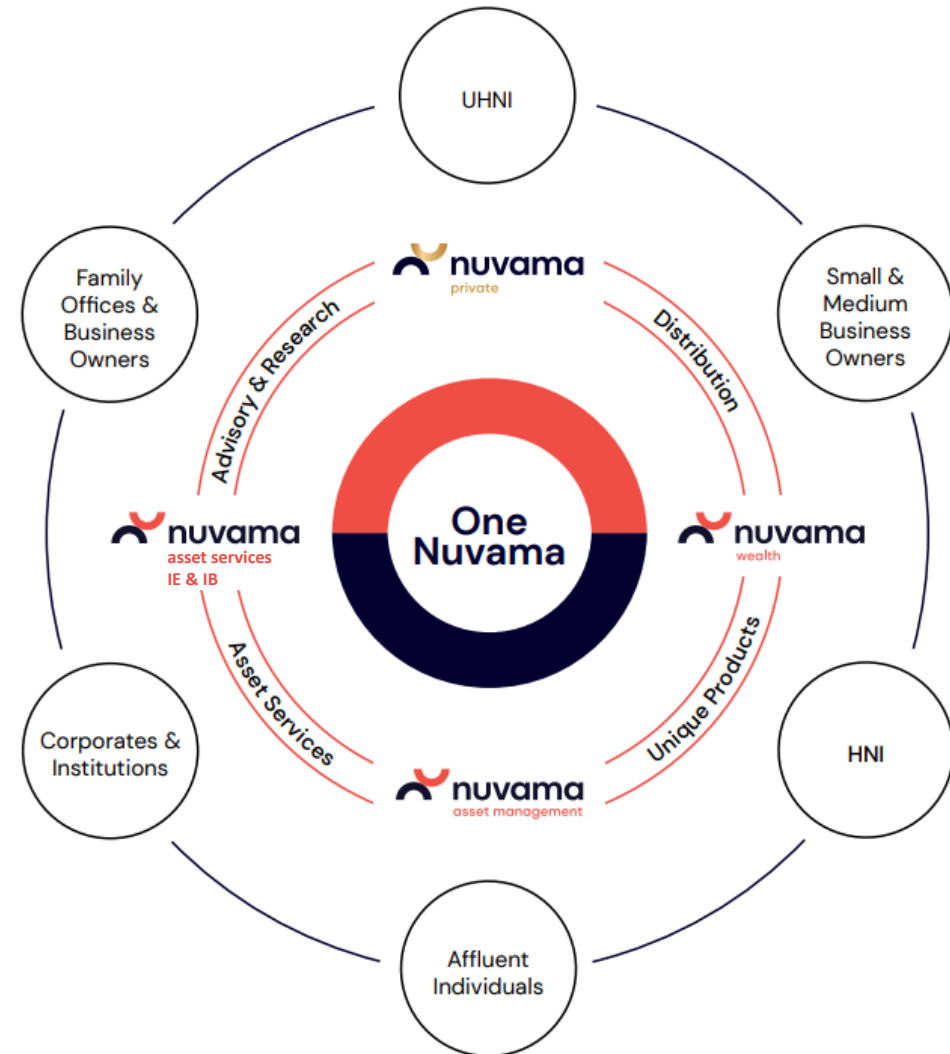 UHNI
Family
Offices &
Business
Owners
Small &
Medium
Business
Owners
nuvama
private
Advisory & Research
Distribution
nuvama
asset services
IE & IB
One
Nuvama
nuvama
wealth
Asset Services
Unique Products
nuvama
asset management
Corporates &
Institutions
HNI
Affluent
Individuals